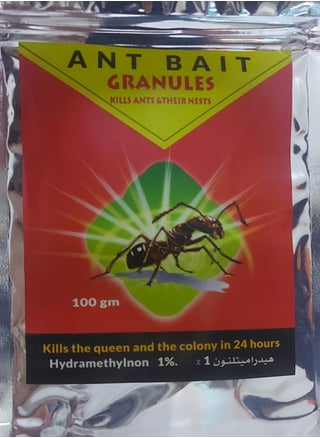 ANT BAIT
GRANULES
KILLS ANTS &THEIR NESTS
100 gm
Kills the queen and the colony in 24 hours
Hydramethylnon 1%. هيدراميتلنون 1 ٪